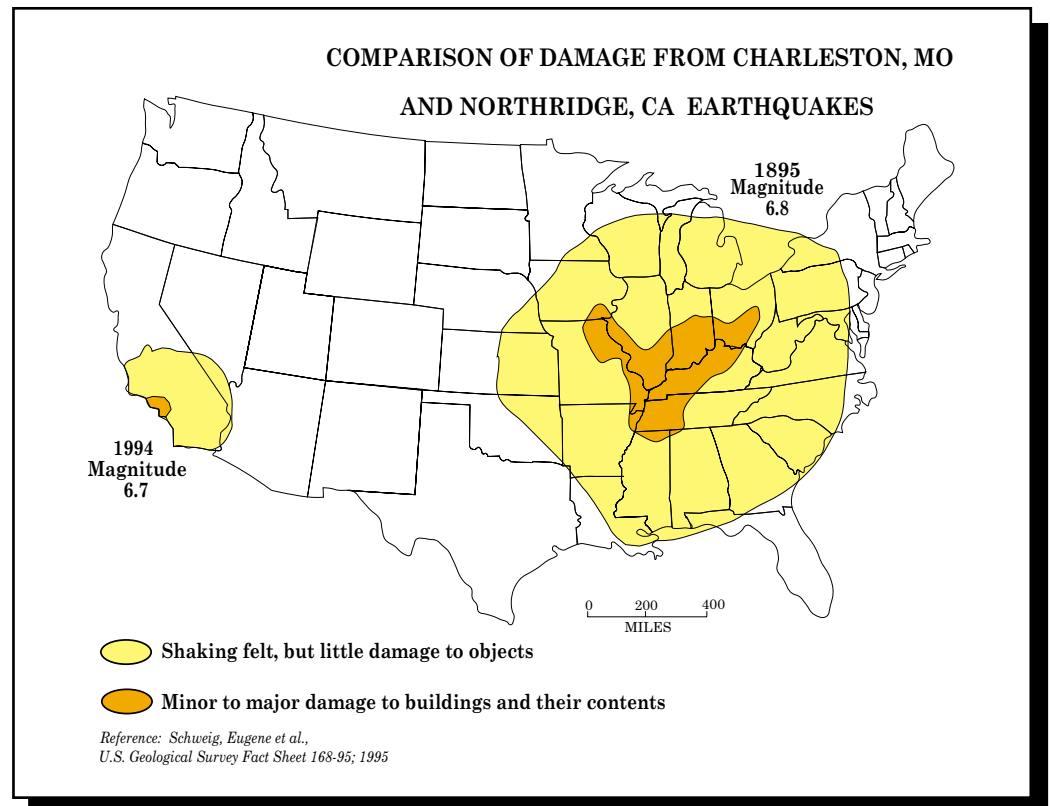 COMPARISON OF DAMAGE FROM CHARLESTON, MO
AND NORTHRIDGE, CA EARTHQUAKES
1895
Magnitude
6.8
1994
Magnitude
6.7
0 200 400
MILES
Shaking felt, but little damage to objects
Minor to major damage to buildings and their contents
Reference: Schweig, Eugene et al.,
U.S. Geological Survey Fact Sheet 168-95; 1995